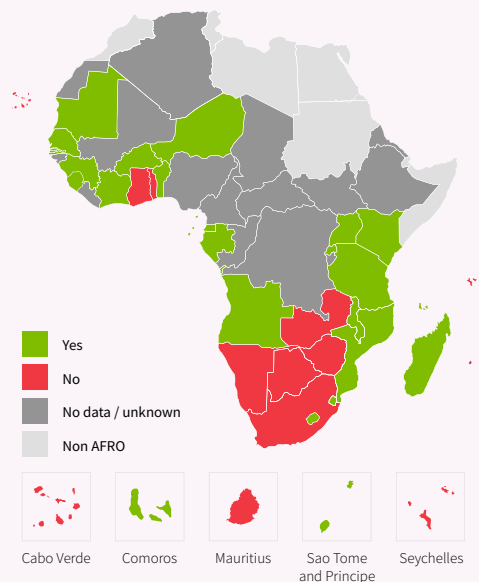 Yes
No
No data / unknown
Non AFRO
Cabo Verde
Comoros
Mauritius
Sao Tome
and Principe
Seychelles